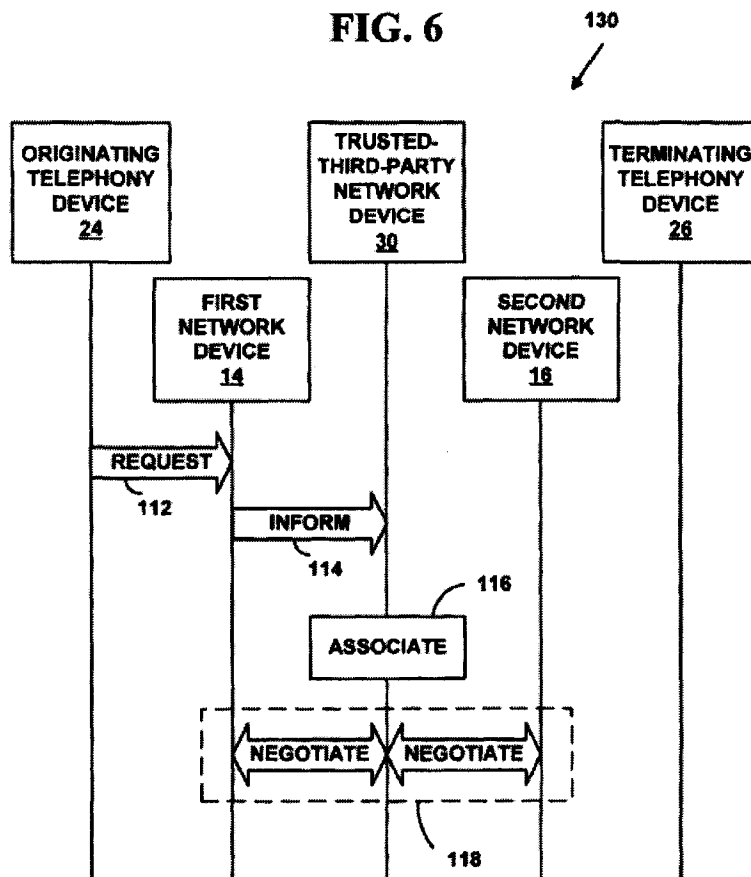 FIG. 6
130
ORIGINATING
TELEPHONY
DEVICE
24
TRUSTED-
THIRD-PARTY
NETWORK
DEVICE
30
TERMINATING
TELEPHONY
DEVICE
26
FIRST
NETWORK
DEVICE
14
SECOND
NETWORK
DEVICE
16
REQUEST
112
INFORM
114
116
ASSOCIATE
NEGOTIATE
NEGOTIATE
118